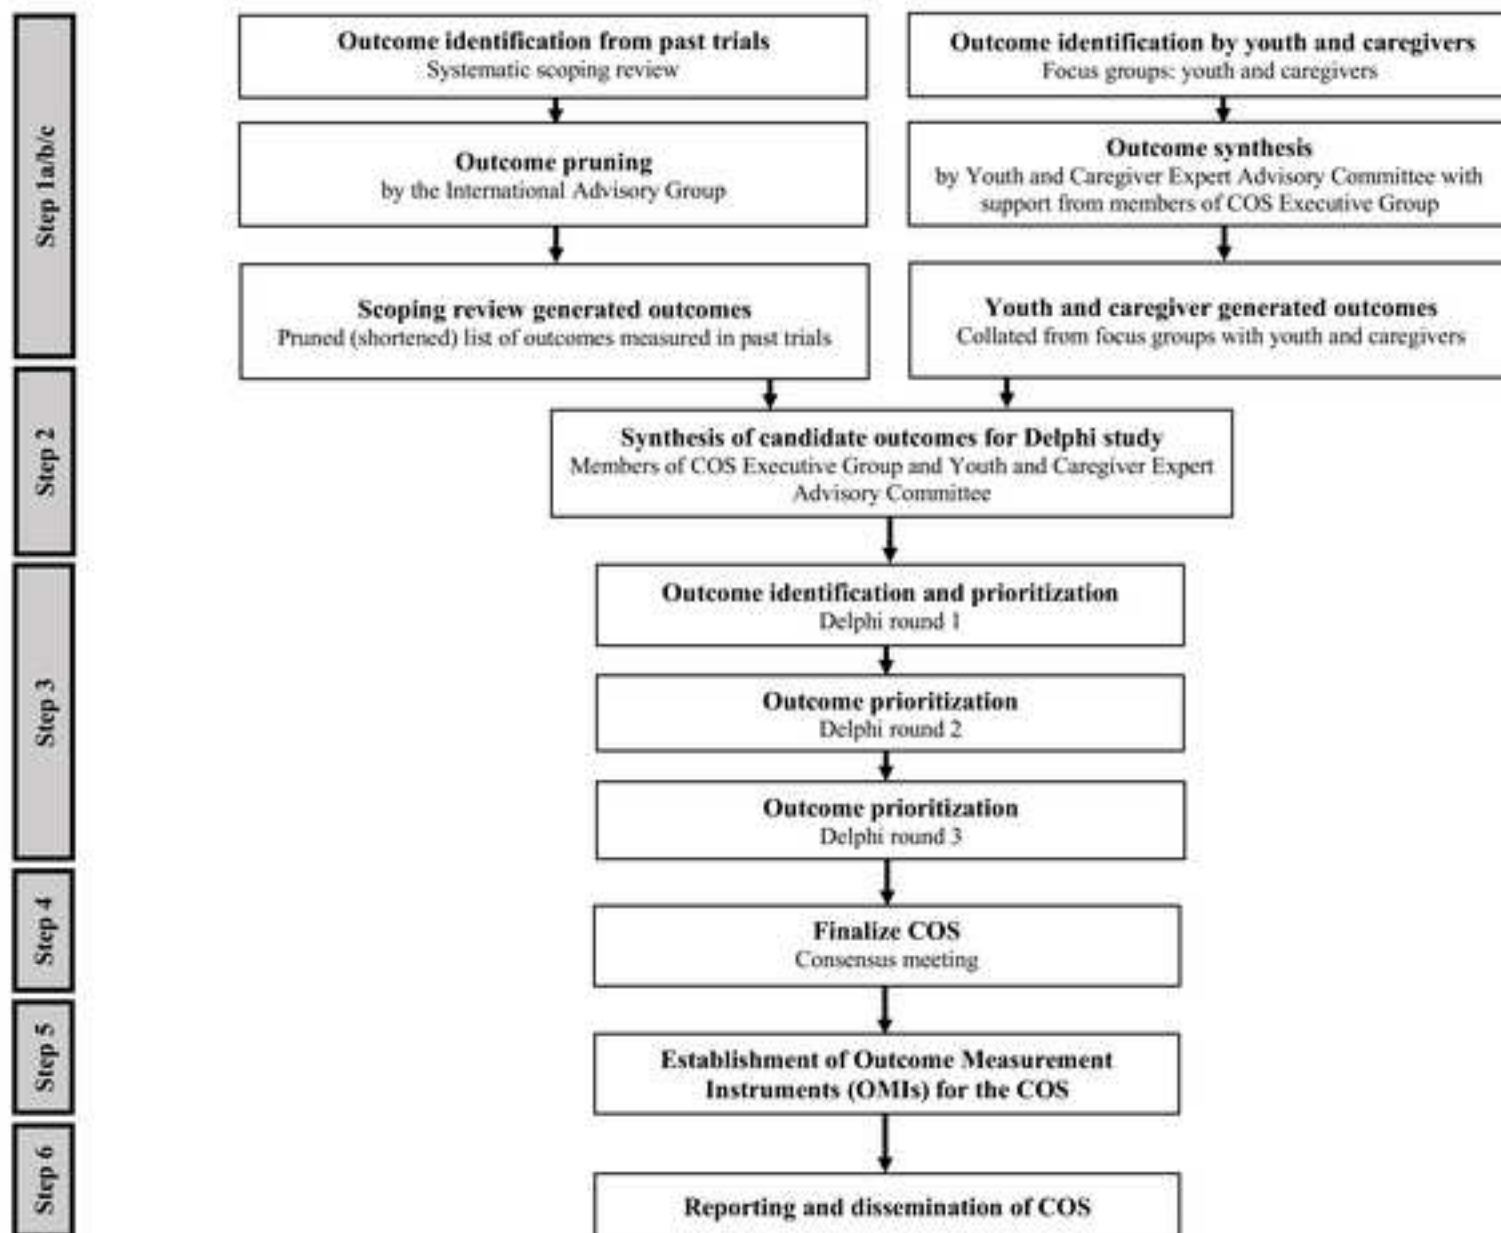 Step 1a/b/c
Outcome identification from past trials
Systematic scoping review
Outcome identification by youth and caregivers
Focus groups: youth and caregivers
Outcome pruning
by the International Advisory Group
Outcome synthesis
by Youth and Caregiver Expert Advisory Committee with
support from members of COS Executive Group
Scoping review generated outcomes
Pruned (shortened) list of outcomes measured in past trials
Youth and caregiver generated outcomes
Collated from focus groups with youth and caregivers
Step 2
Synthesis of candidate outcomes for Delphi study
Members of COS Executive Group and Youth and Caregiver Expert
Advisory Committee
Step 3
Outcome identification and prioritization
Delphi round 1
Outcome prioritization
Delphi round 2
Outcome prioritization
Delphi round 3
Step 4
Finalize COS
Consensus meeting
Step 5
Establishment of Outcome Measurement
Instruments (OMIs) for the COS
Step 6
Reporting and dissemination of COS